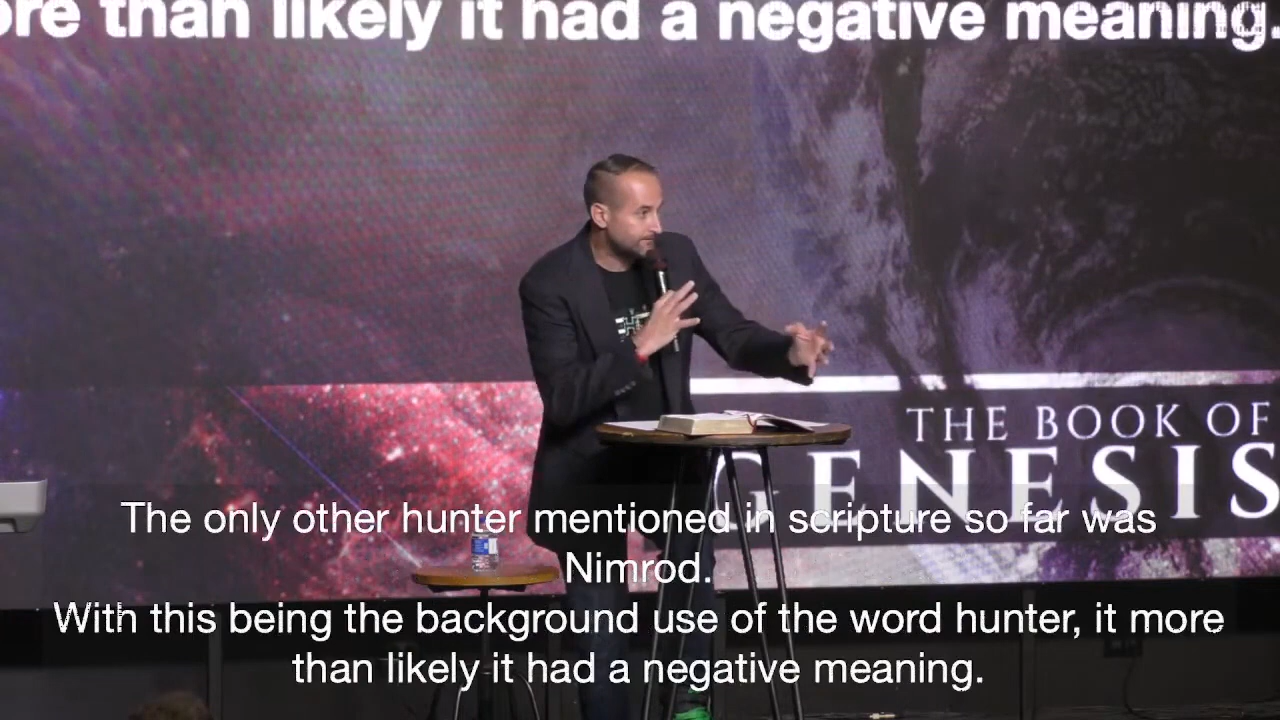 ore than likely it had a negative meaning.
THE BOOK OF
GENESIS
The only other hunter mentioned in scripture so far was
Nimrod.
With this being the background use of the word hunter, it more
than likely it had a negative meaning.